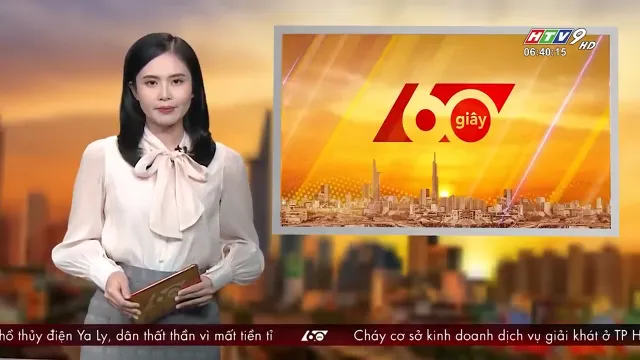 HTV9 HD
06:40:15
60 giây
hồ thủy điện Ya Ly, dân thất thần vì mất tiền tỉ 60 Cháy cơ sở kinh doanh dịch vụ giải khát ở TP H